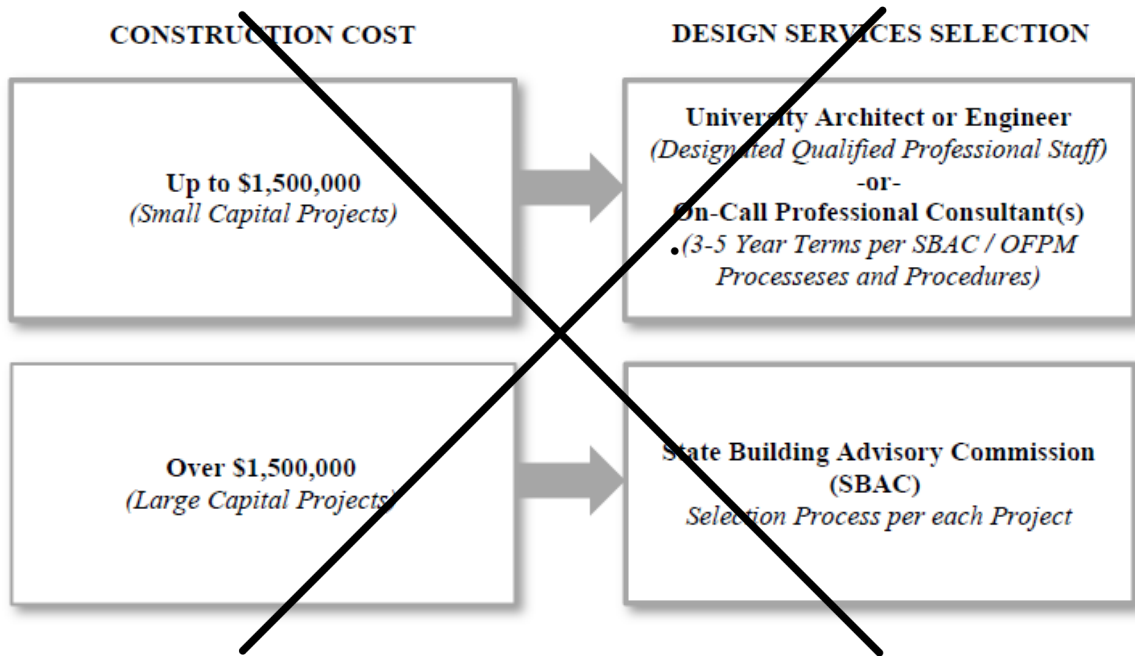 CONSTRUCTION COST
DESIGN SERVICES SELECTION
Up to $1,500,000
(Small Capital Projects)
University Architect or Engineer
(Designated Qualified Professional Staff)
-or-
On-Call Professional Consultant(s)
(3-5 Year Terms per SBAC / OFPM
Processeses and Procedures)
Over $1,500,000
(Large Capital Projects)
State Building Advisory Commission
(SBAC)
Selection Process per each Project